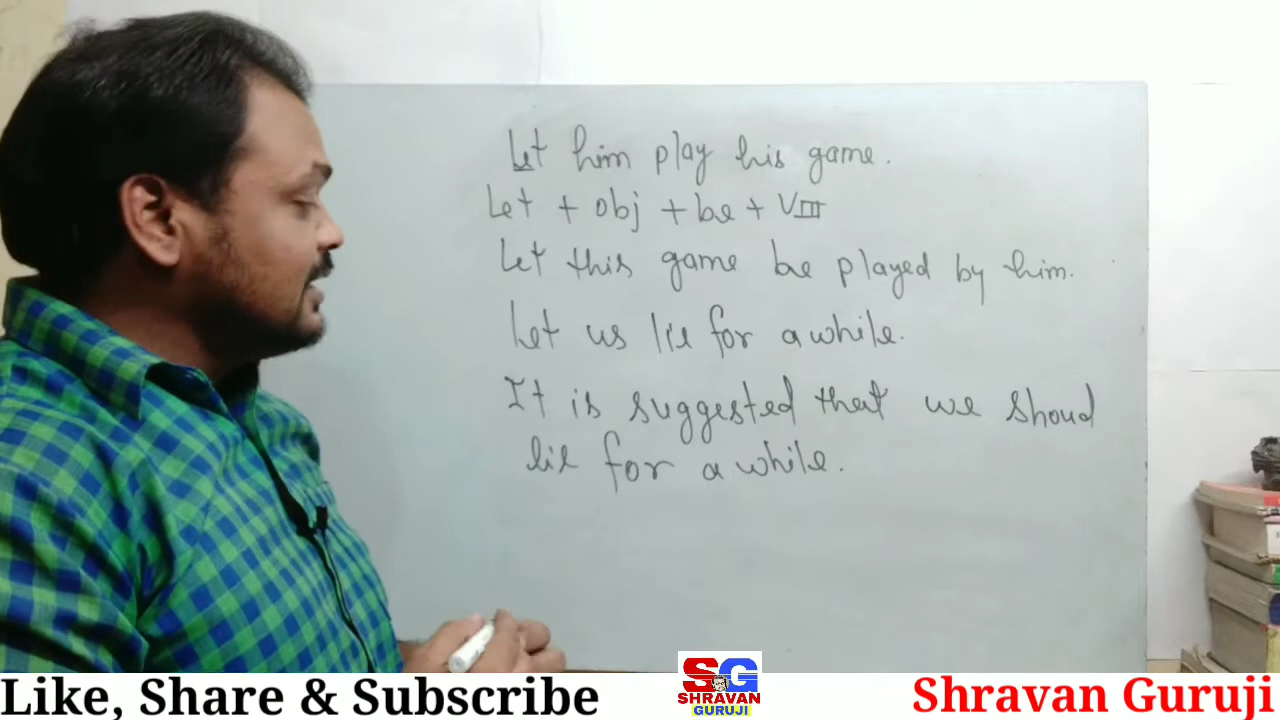 Let him play his game.
Let + obj + be + VIII
Let this game be played by him.
Let us lie for a while.
It is suggested that we shoud
lie for a while.
Like, Share & Subscribe
SG
SHRAVAN
GURUJI
Shravan Guruji